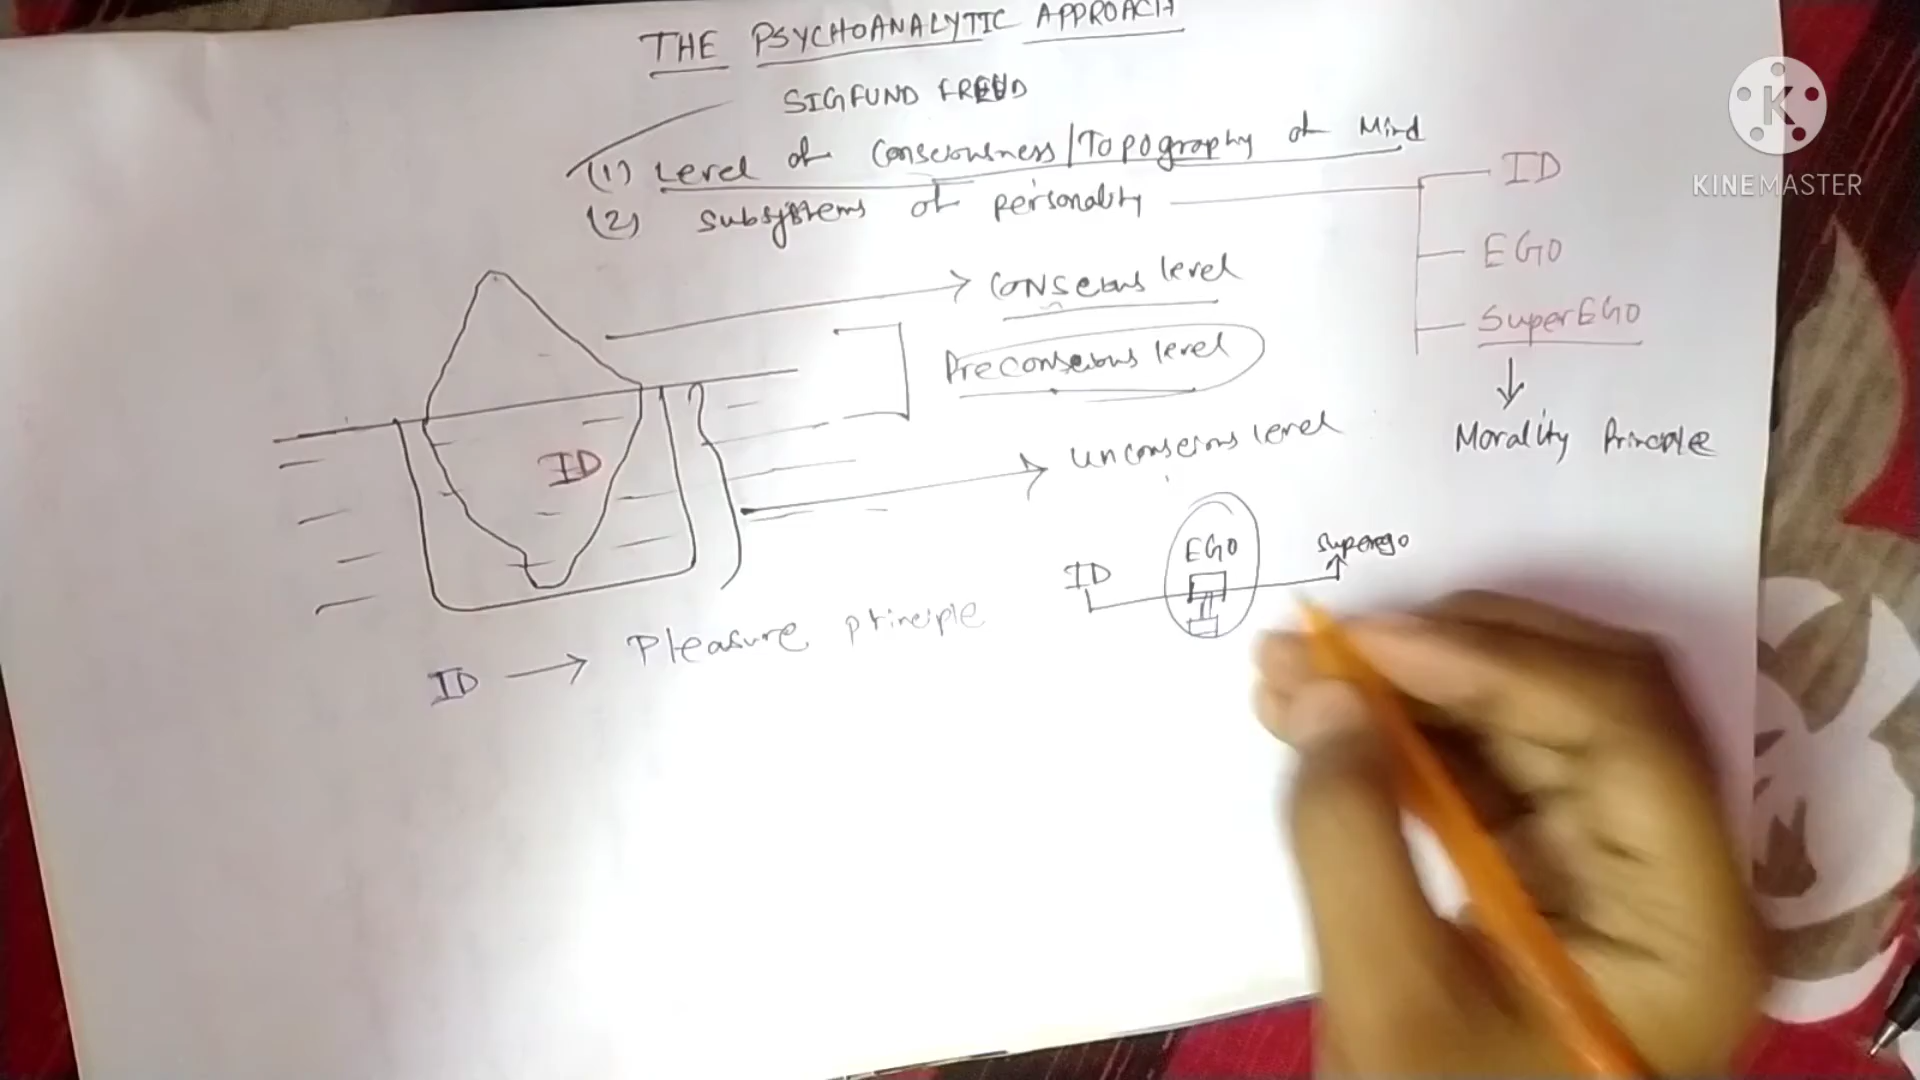 THE PSYCHOANALYTIC APPROACH
SIGFUND FREUD
(1) Level of Consciousness/Topography of Mind
(2) subsystems of personality
ID
EGO
SuperEGO
Morality Principle
Conscious level
Preconscious level
unconscious level
ID
ID
EGO
Superego
ID → Pleasure principle
K
KINEMASTER